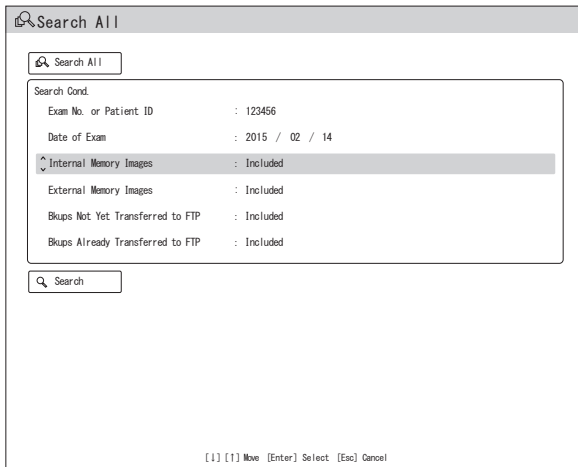 Search All
Search All
Search Cond.
Exam No. or Patient ID : 123456
Date of Exam : 2015 / 02 / 14
Internal Memory Images : Included
External Memory Images : Included
Bkups Not Yet Transferred to FTP : Included
Bkups Already Transferred to FTP : Included
Search
[↓] [↑] Move [Enter] Select [Esc] Cancel